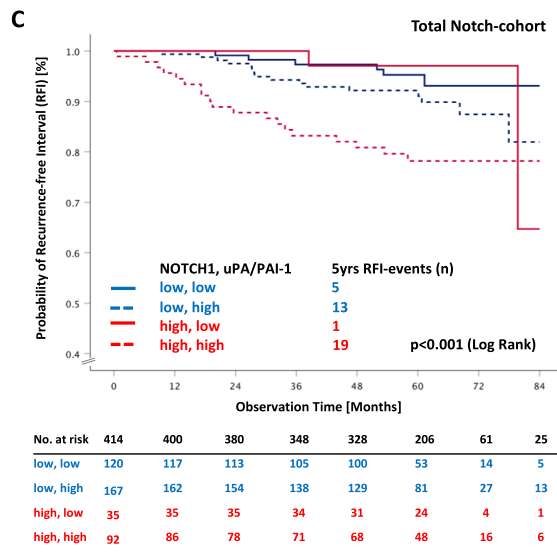 C
Total Notch-cohort
Probability of Recurrence-free Interval (RFI) [%]
1.0
0.9
0.8
0.7
0.6
0.5
0.4
NOTCH1, uPA/PAI-1 5yrs RFI-events (n)
low, low 5
low, high 13
high, low 1
high, high 19
p<0.001 (Log Rank)
0 12 24 36 48 60 72 84
Observation Time [Months]
No. at risk 414 400 380 348 328 206 61 25
low, low 120 117 113 105 100 53 14 5
low, high 167 162 154 138 129 81 27 13
high, low 35 35 35 34 31 24 4 1
high, high 92 86 78 71 68 48 16 6